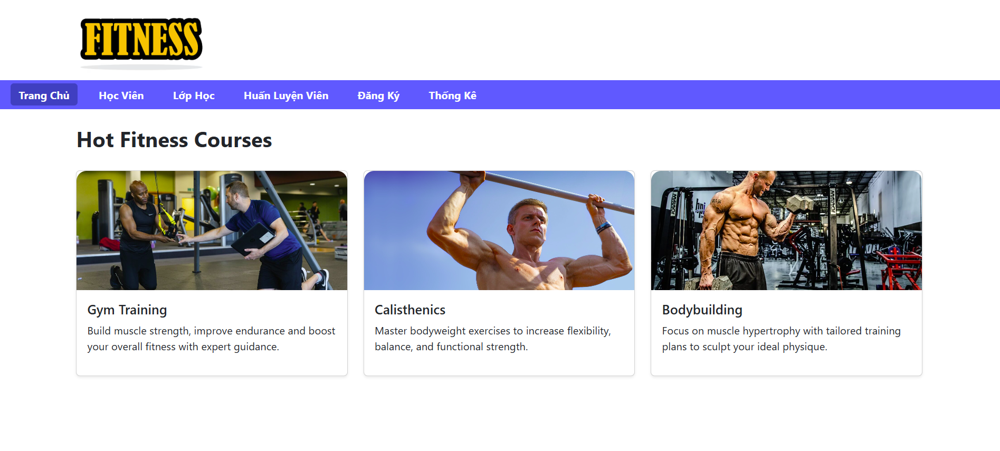 FITNESS
Trang Chủ Học Viên Lớp Học Huấn Luyện Viên Đăng Ký Thống Kê
Hot Fitness Courses
Gym Training
Build muscle strength, improve endurance and boost
your overall fitness with expert guidance.
Calisthenics
Master bodyweight exercises to increase flexibility,
balance, and functional strength.
Bodybuilding
Focus on muscle hypertrophy with tailored training
plans to sculpt your ideal physique.